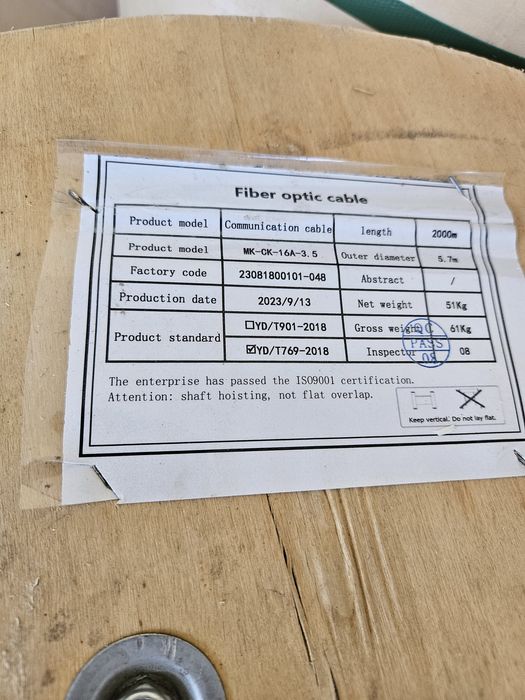 Fiber optic cable
Product model Communication cable length 2000m
Product model MK-CK-16A-3.5 Outer diameter 5.7m
Factory code 23081800101-048 Abstract /
Production date 2023/9/13 Net weight 51Kg
Product standard ☐YD/T901-2018 Gross weight 61Kg
☑YD/T769-2018 Inspector 08
QC
PASS
08
The enterprise has passed the ISO9001 certification.
Attention: shaft hoisting, not flat overlap.
Keep vertical. Do not lay flat.